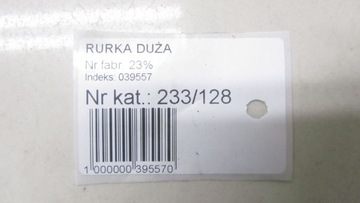 RURKA DUŻA
Nr fabr. 23%
Indeks: 039557
Nr kat.: 233/128
1 000000 395570